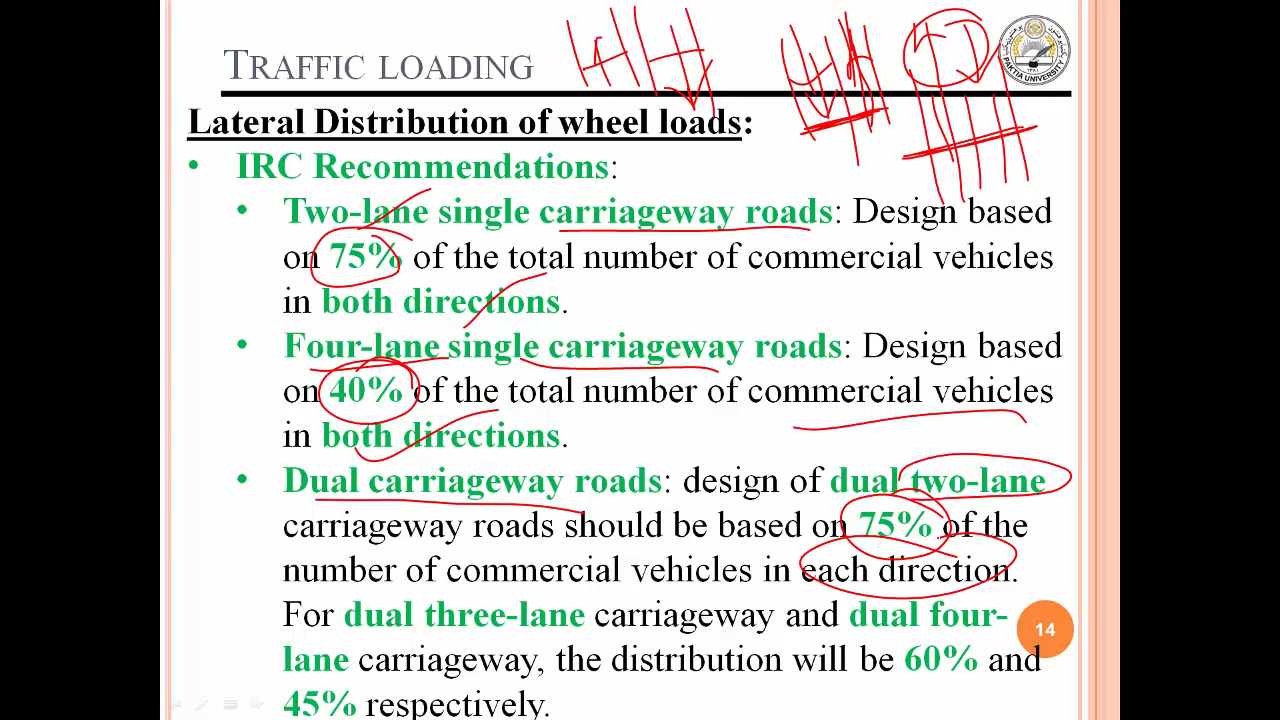 TRAFFIC LOADING
PAKTIA UNIVERSITY
Lateral Distribution of wheel loads:
• IRC Recommendations:
• Two-lane single carriageway roads: Design based
on 75% of the total number of commercial vehicles
in both directions.
• Four-lane single carriageway roads: Design based
on 40% of the total number of commercial vehicles
in both directions.
• Dual carriageway roads: design of dual two-lane
carriageway roads should be based on 75% of the
number of commercial vehicles in each direction.
For dual three-lane carriageway and dual four-
lane carriageway, the distribution will be 60% and
45% respectively.
14